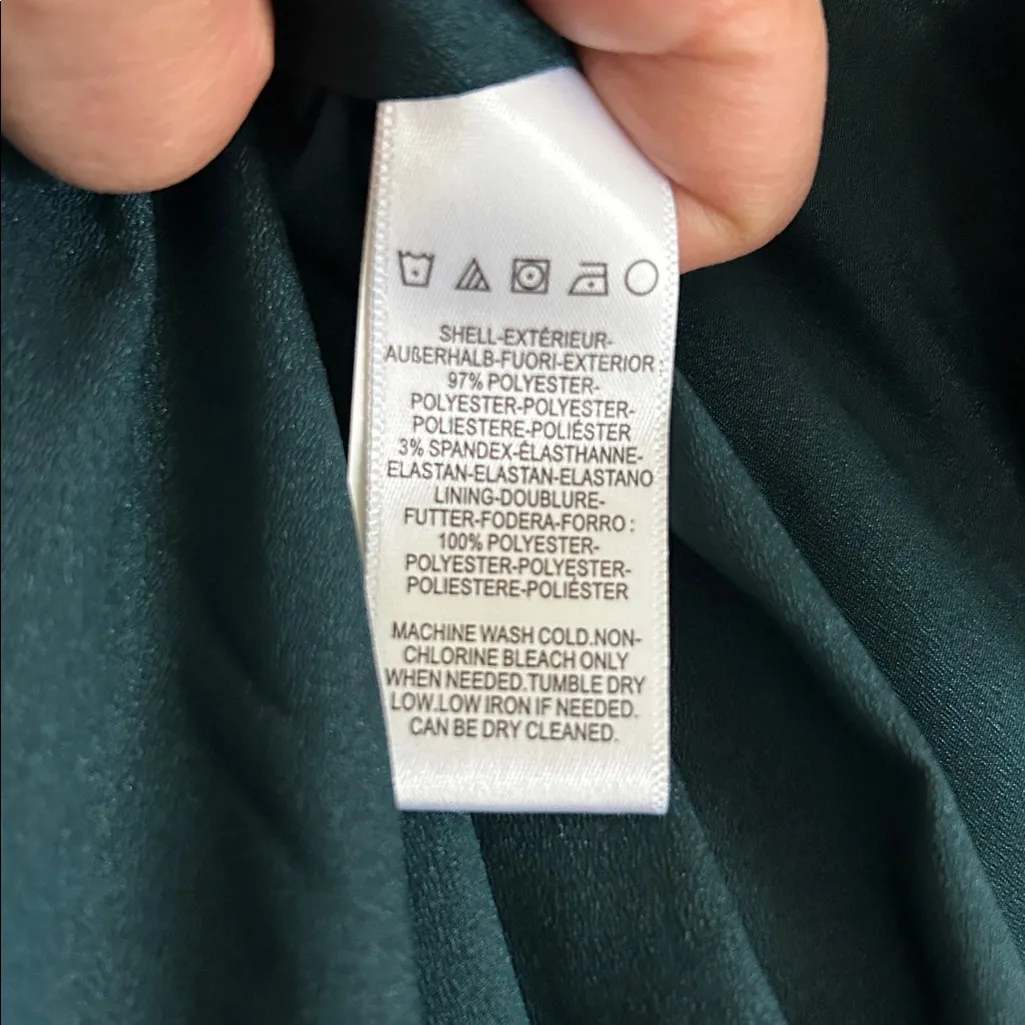 SHELL-EXTÉRIEUR-
AUßERHALB-FUORI-EXTERIOR :
97% POLYESTER-
POLYESTER-POLYESTER-
POLIESTERE-POLIÉSTER
3% SPANDEX-ÉLASTHANNE-
ELASTAN-ELASTAN-ELASTANO
LINING-DOUBLURE-
FUTTER-FODERA-FORRO :
100% POLYESTER-
POLYESTER-POLYESTER-
POLIESTERE-POLIÉSTER
MACHINE WASH COLD.NON-
CHLORINE BLEACH ONLY
WHEN NEEDED.TUMBLE DRY
LOW.LOW IRON IF NEEDED.
CAN BE DRY CLEANED.